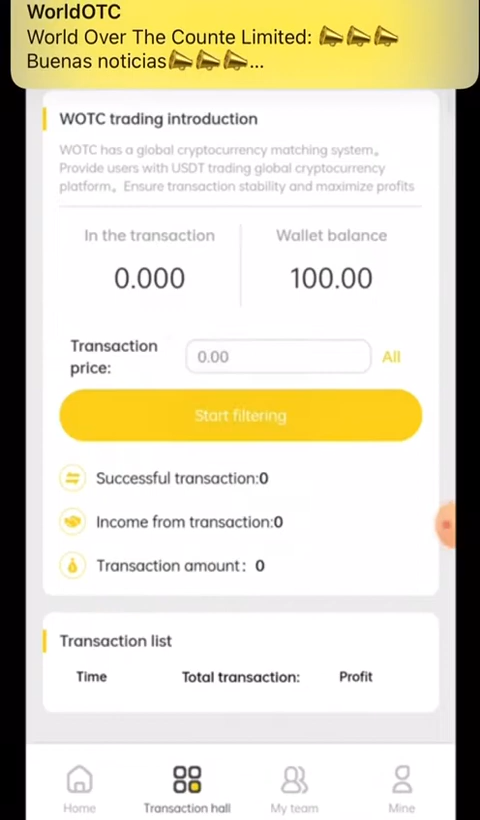 WorldOTC
World Over The Counte Limited: 📣📣📣
Buenas noticias📣📣📣...
WOTC trading introduction
WOTC has a global cryptocurrency matching system。
Provide users with USDT trading global cryptocurrency
platform。Ensure transaction stability and maximize profits
In the transaction
Wallet balance
0.000
100.00
Transaction
price:
0.00
All
Start filtering
Successful transaction:0
Income from transaction:0
Transaction amount：0
Transaction list
Time Total transaction: Profit
Home Transaction hall My team Mine